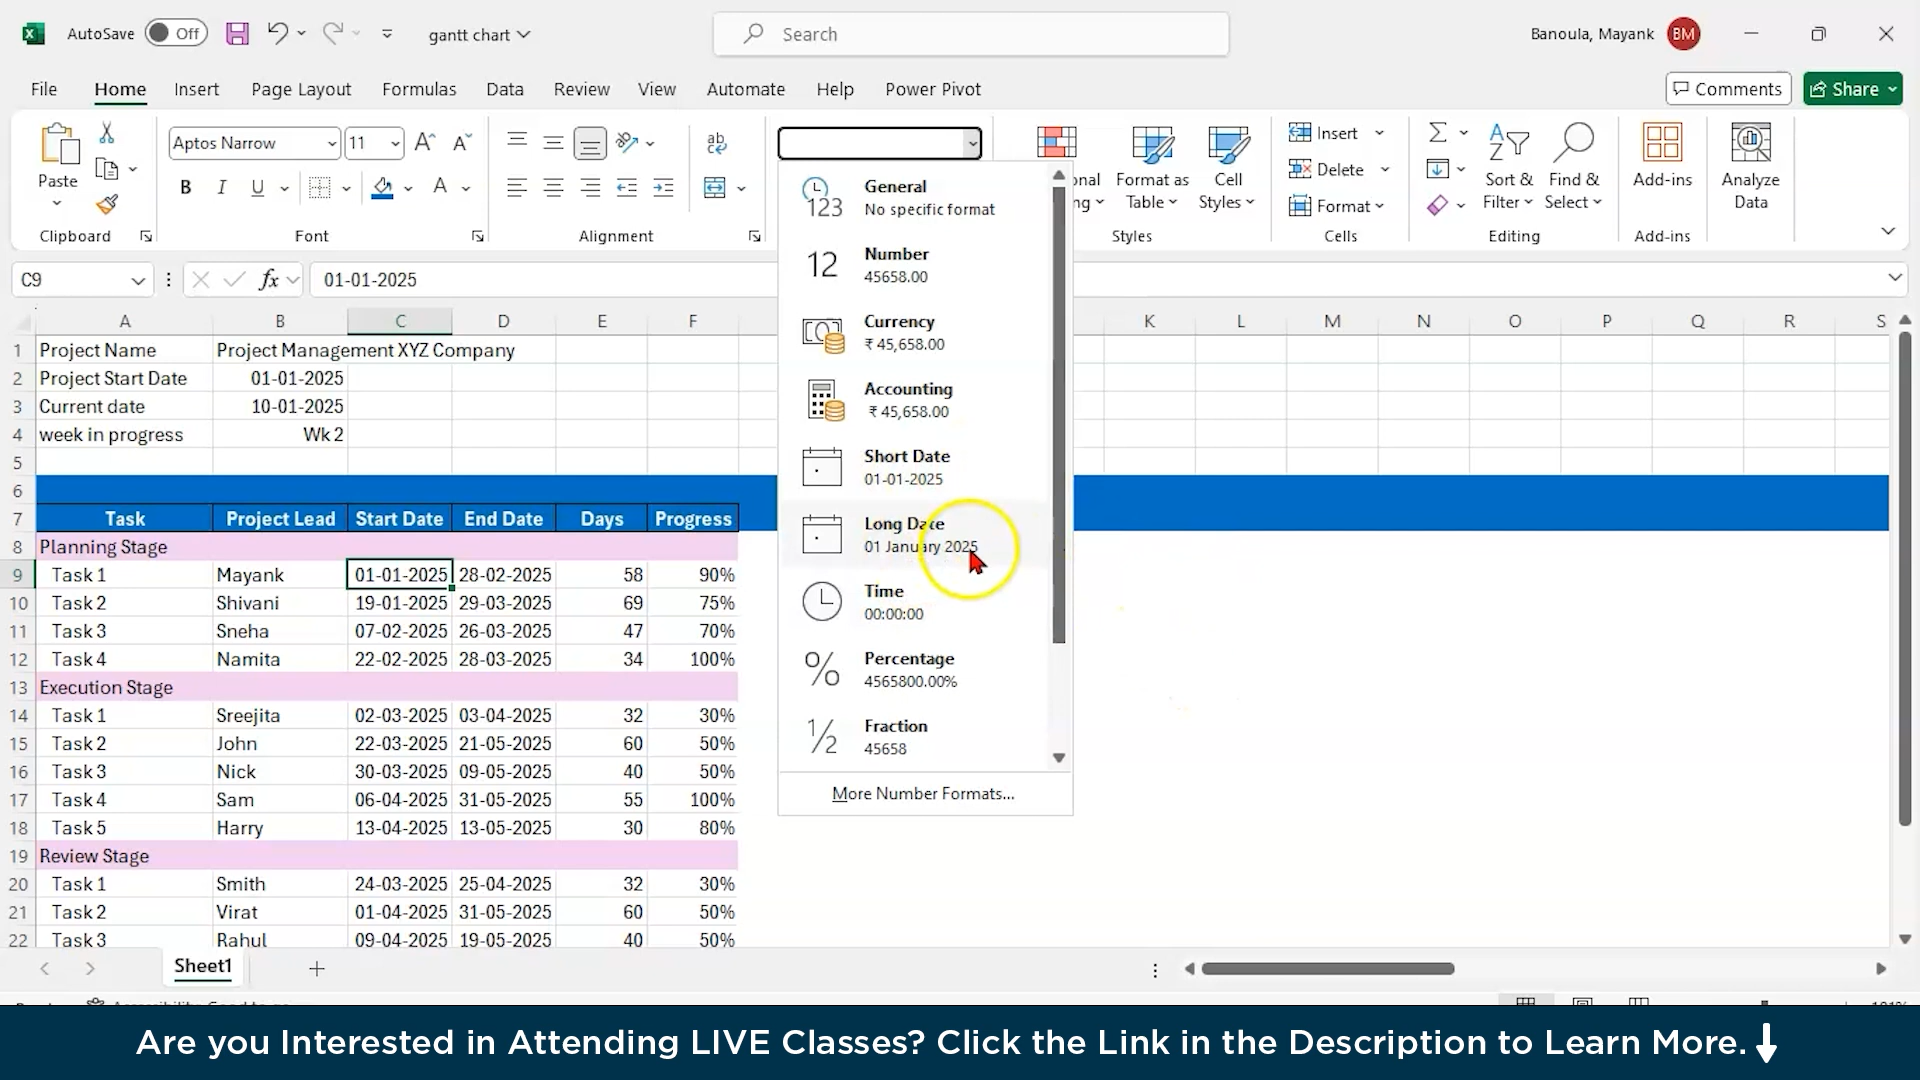 AutoSave Off gantt chart Search Banoula, Mayank BM
File Home Insert Page Layout Formulas Data Review View Automate Help Power Pivot Comments Share
Paste Aptos Narrow 11 Insert Delete Format
B I U A Format as Table Cell Styles Sort & Filter Find & Select Add-ins Analyze Data
Clipboard Font Alignment Styles Cells Editing Add-ins
C9 fx 01-01-2025
General
No specific format
Number
45658.00
Currency
₹ 45,658.00
Accounting
₹ 45,658.00
Short Date
01-01-2025
Long Date
01 January 2025
Time
00:00:00
Percentage
4565800.00%
Fraction
45658
More Number Formats...
A B C D E F K L M N O P Q R S
1 Project Name Project Management XYZ Company
2 Project Start Date 01-01-2025
3 Current date 10-01-2025
4 week in progress Wk 2
5
6
7 Task Project Lead Start Date End Date Days Progress
8 Planning Stage
9 Task 1 Mayank 01-01-2025 28-02-2025 58 90%
10 Task 2 Shivani 19-01-2025 29-03-2025 69 75%
11 Task 3 Sneha 07-02-2025 26-03-2025 47 70%
12 Task 4 Namita 22-02-2025 28-03-2025 34 100%
13 Execution Stage
14 Task 1 Sreejita 02-03-2025 03-04-2025 32 30%
15 Task 2 John 22-03-2025 21-05-2025 60 50%
16 Task 3 Nick 30-03-2025 09-05-2025 40 50%
17 Task 4 Sam 06-04-2025 31-05-2025 55 100%
18 Task 5 Harry 13-04-2025 13-05-2025 30 80%
19 Review Stage
20 Task 1 Smith 24-03-2025 25-04-2025 32 30%
21 Task 2 Virat 01-04-2025 31-05-2025 60 50%
22 Task 3 Rahul 09-04-2025 19-05-2025 40 50%
Sheet1
Are you Interested in Attending LIVE Classes? Click the Link in the Description to Learn More.